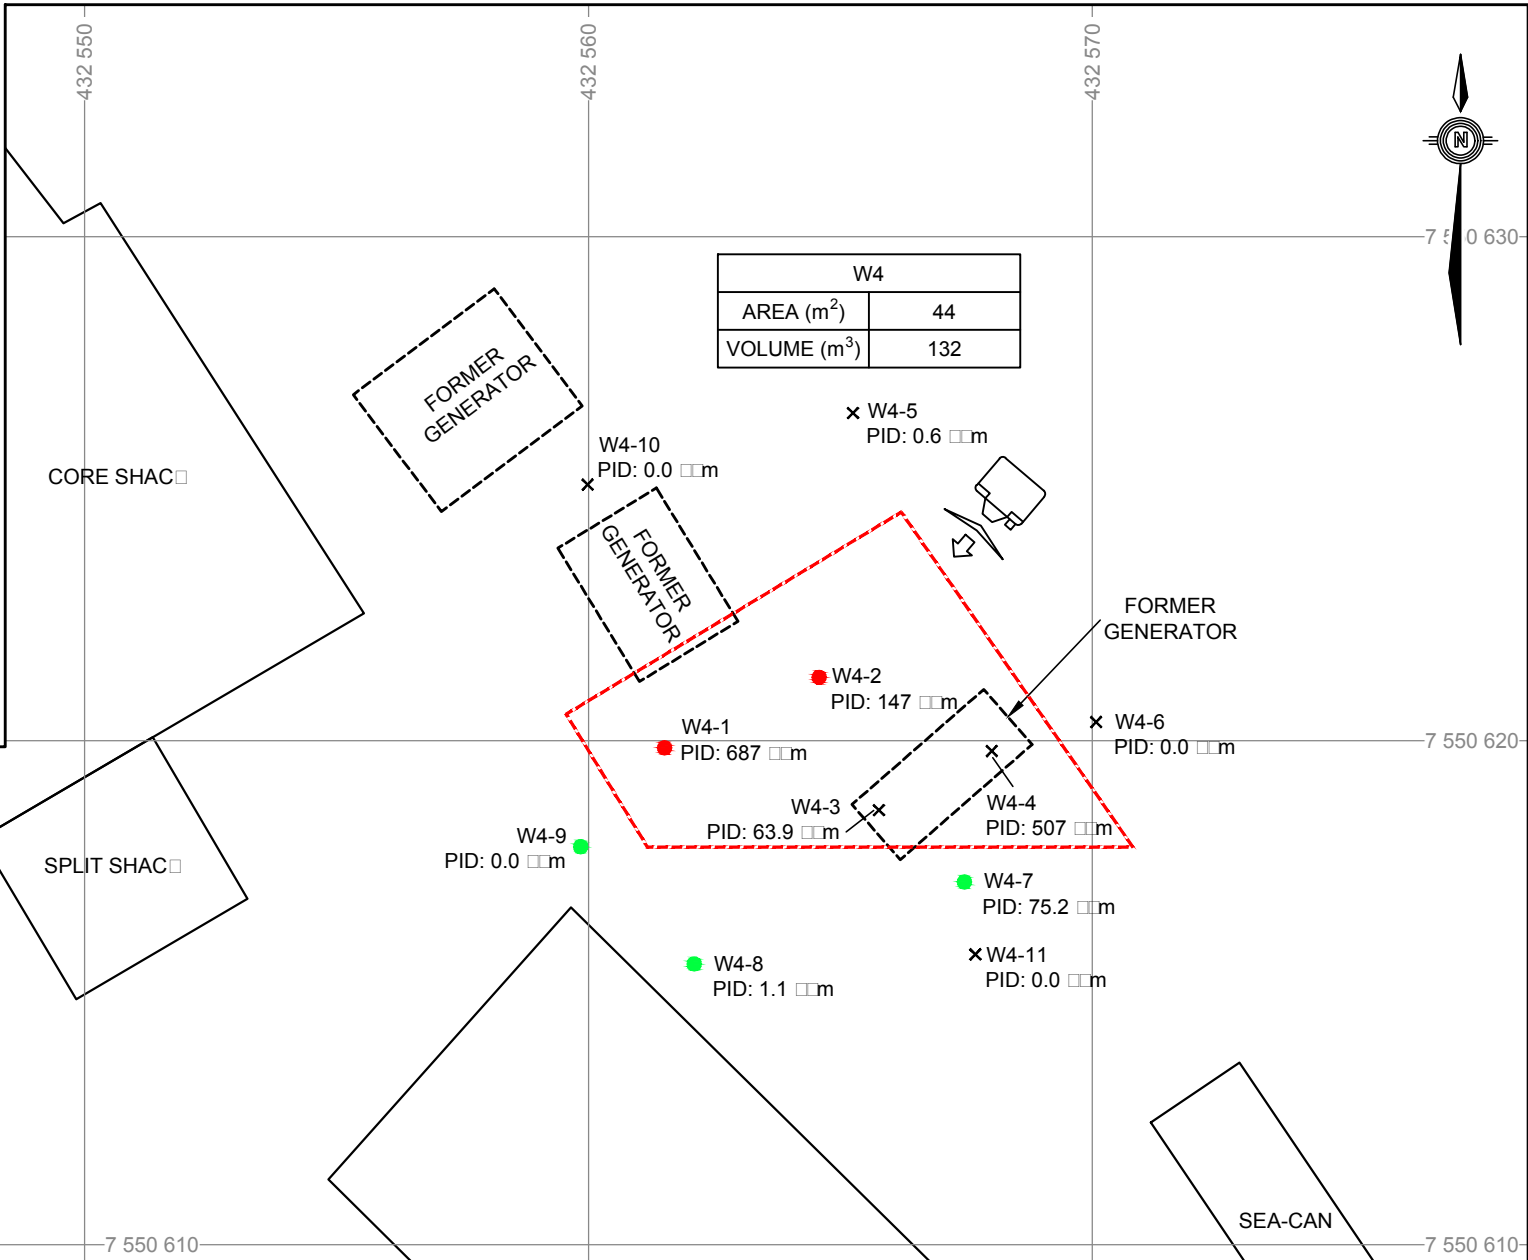 432 550
432 560
432 570
N
7 550 630
W4
AREA (m²)
44
VOLUME (m³)
132
FORMER
GENERATOR
W4-5
PID: 0.6 □□m
W4-10
PID: 0.0 □□m
CORE SHAC□
FORMER
GENERATOR
FORMER
GENERATOR
W4-2
PID: 147 □□m
W4-1
PID: 687 □□m
W4-6
PID: 0.0 □□m
7 550 620
W4-3
PID: 63.9 □□m
W4-4
PID: 507 □□m
W4-9
PID: 0.0 □□m
SPLIT SHAC□
W4-7
PID: 75.2 □□m
W4-11
PID: 0.0 □□m
W4-8
PID: 1.1 □□m
SEA-CAN
7 550 610
7 550 610